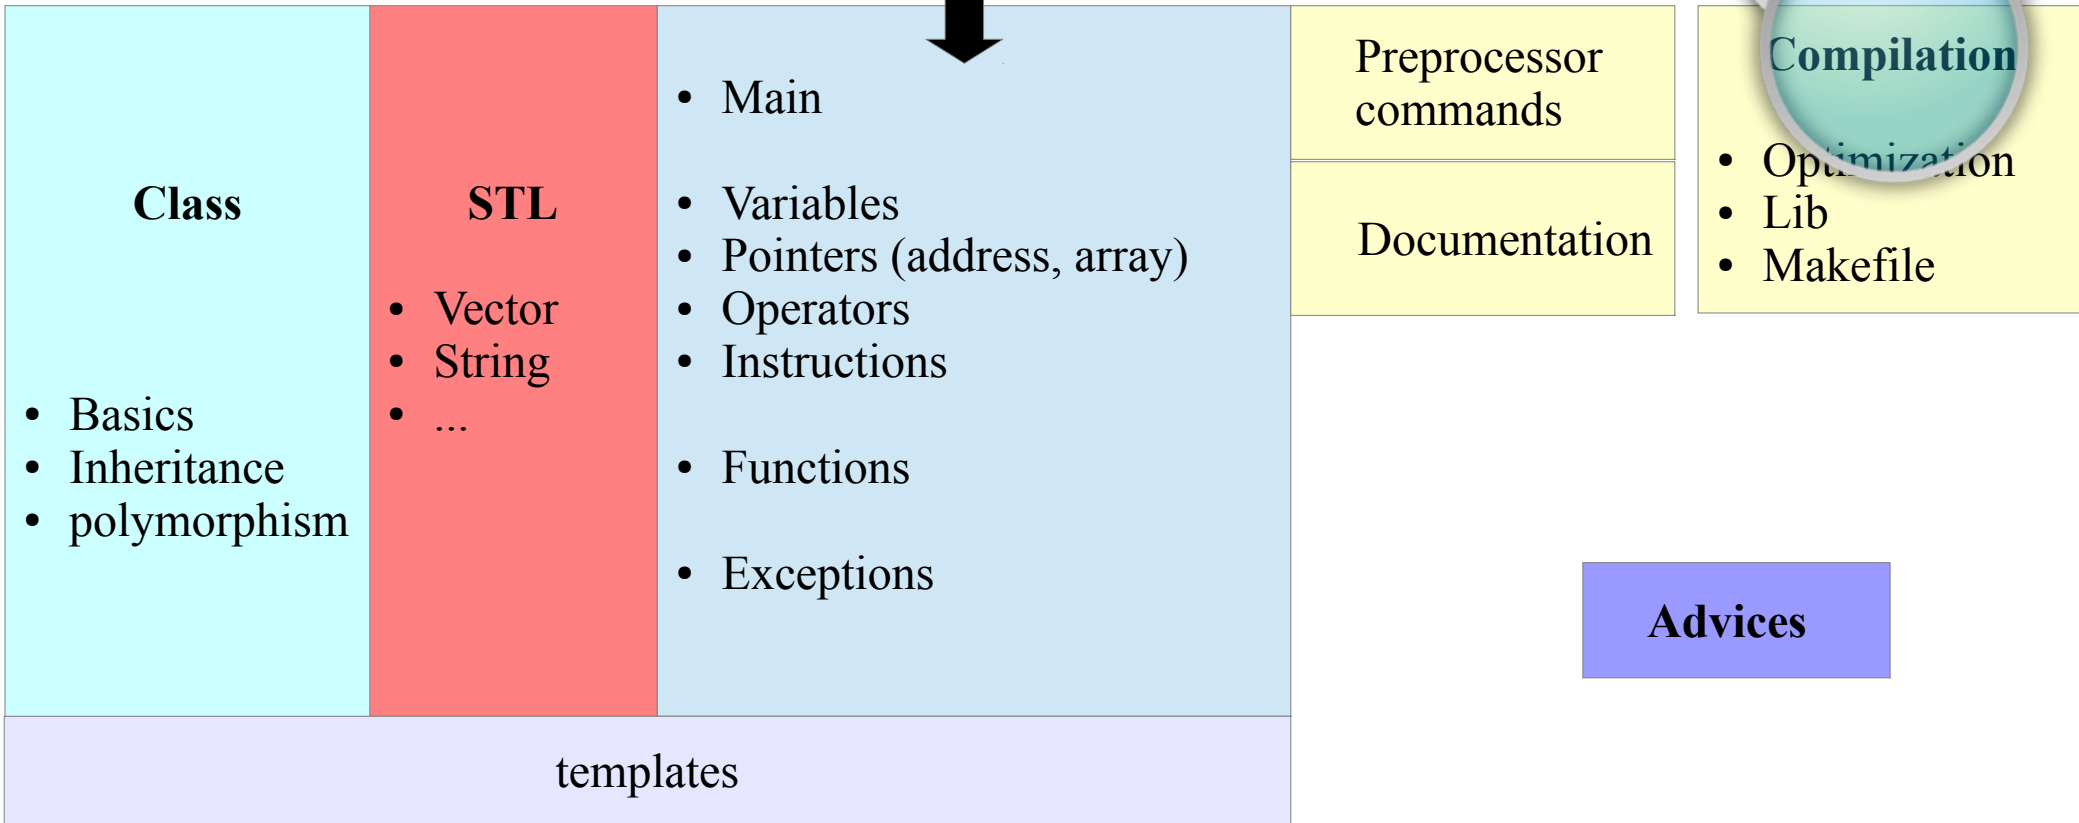 Class
• Basics
• Inheritance
• polymorphism
STL
• Vector
• String
• ...
• Main
• Variables
• Pointers (address, array)
• Operators
• Instructions
• Functions
• Exceptions
Preprocessor
commands
Documentation
Compilation
• Optimization
• Lib
• Makefile
Advices
templates